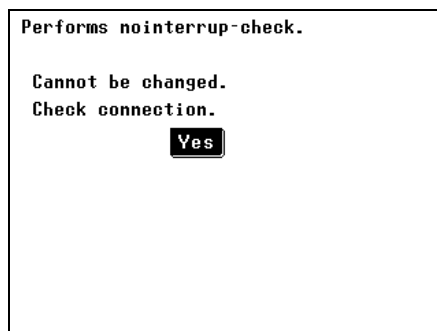 Performs nointerrup-check.
Cannot be changed.
Check connection.
Yes